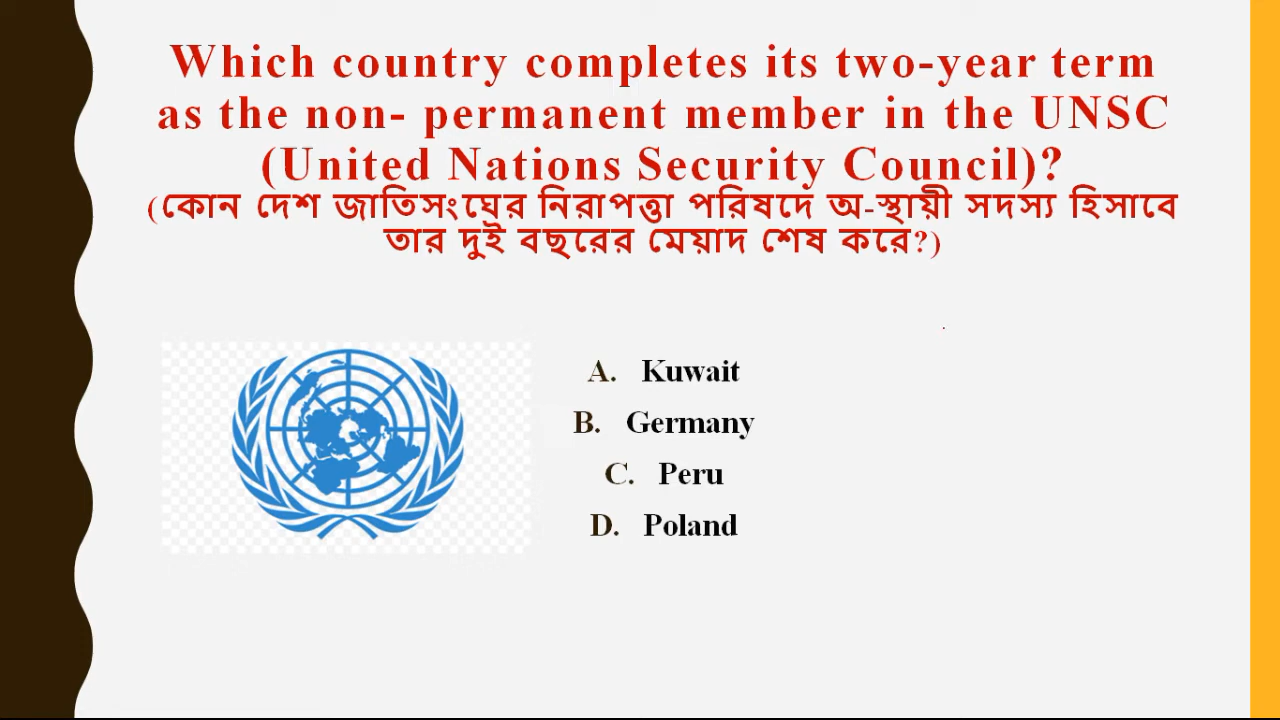 Which country completes its two-year term
as the non- permanent member in the UNSC
(United Nations Security Council)?
(কোন দেশ জাতিসংঘের নিরাপত্তা পরিষদে অ-স্থায়ী সদস্য হিসাবে
তার দুই বছরের মেয়াদ শেষ করে?)
A. Kuwait
B. Germany
C. Peru
D. Poland